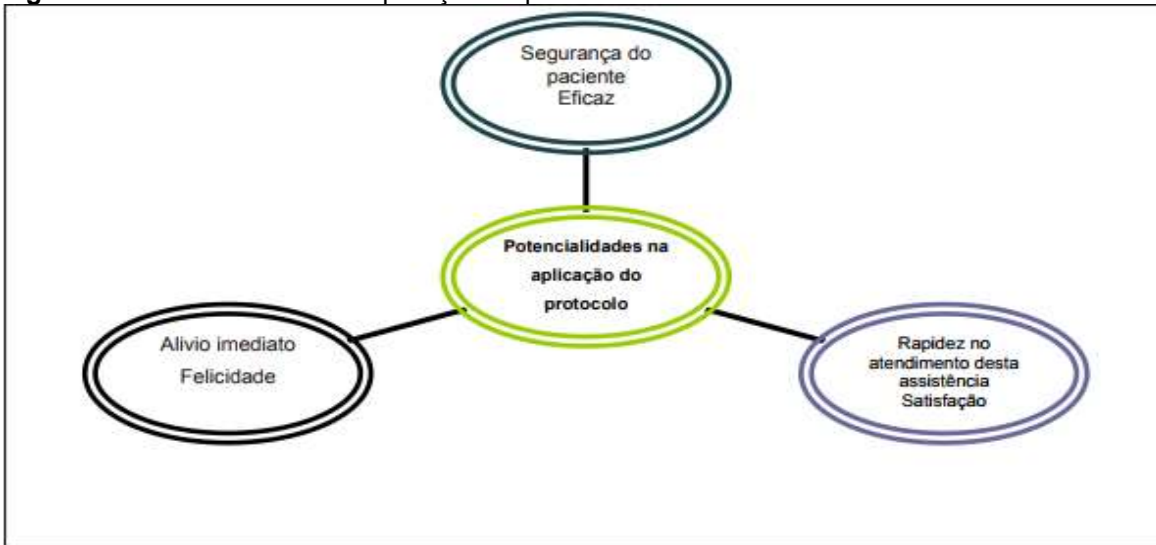 Segurança do
paciente
Eficaz
Potencialidades na
aplicação do
protocolo
Alivio imediato
Felicidade
Rapidez no
atendimento desta
assistência
Satisfação